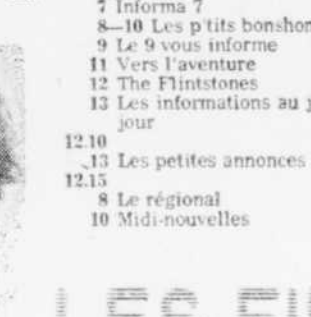 7 Informa 7
8—10 Les p'tits
9 Le 9 vous informe
11 Vers l'aventure
12 The Flintstones
13 Les informations au
jour
12.10
13 Les petites annonces
12.15
8 Le régional
10 Midi-nouvelles